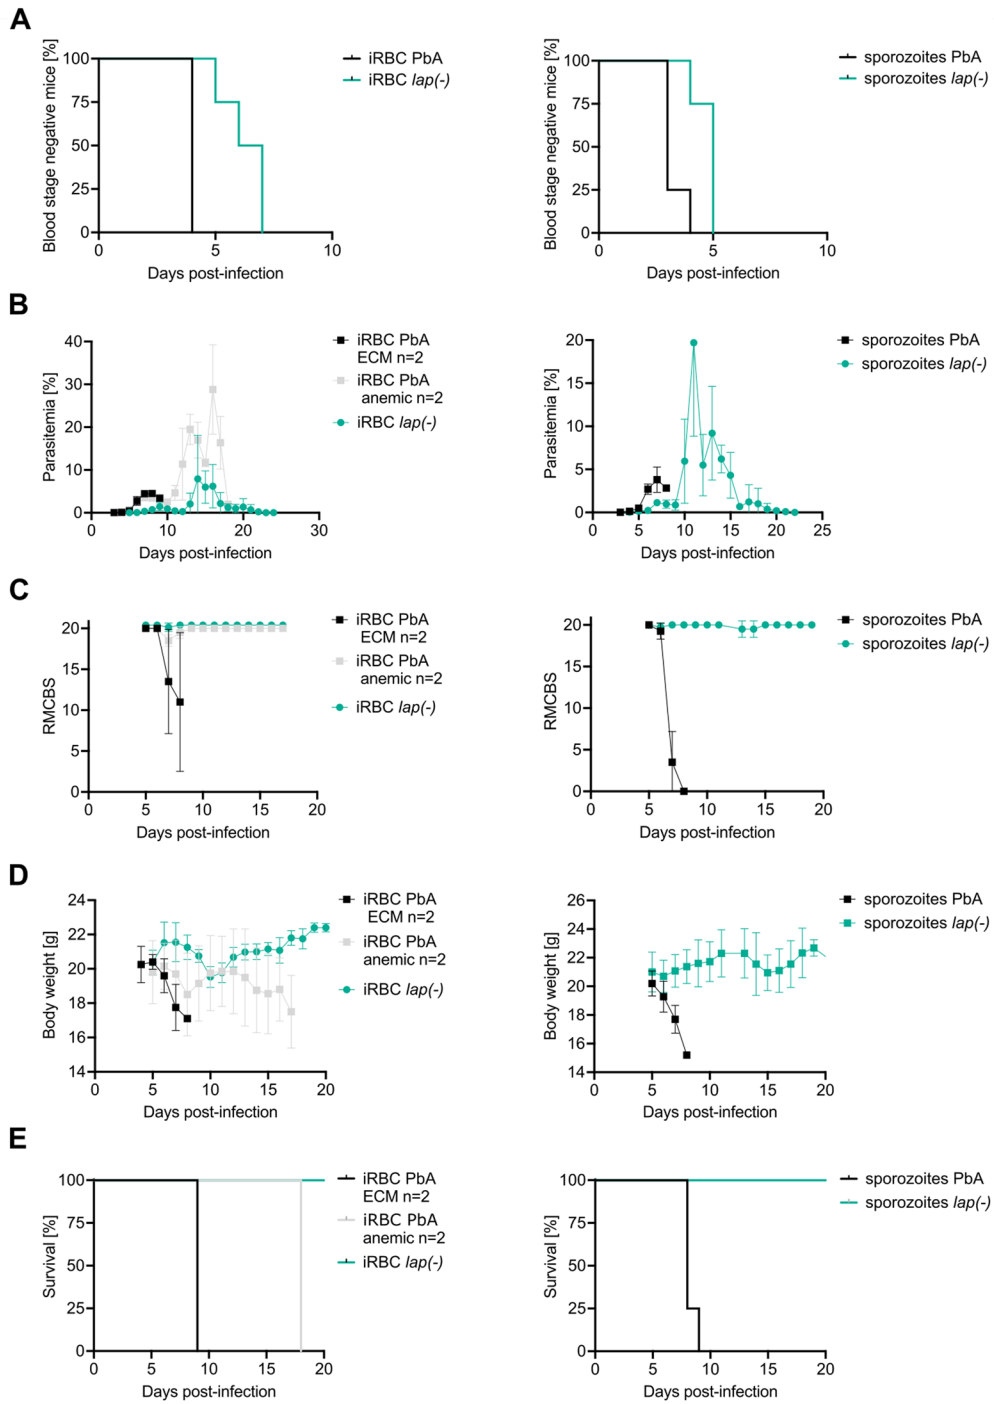 A
Blood stage negative mice [%]
100
75
50
25
0
0
5
10
Days post-infection
iRBC PbA
iRBC lap(-)
Blood stage negative mice [%]
100
75
50
25
0
0
5
10
Days post-infection
sporozoites PbA
sporozoites lap(-)
B
Parasitemia [%]
40
30
20
10
0
0
10
20
30
Days post-infection
iRBC PbA
ECM n=2
iRBC PbA
anemic n=2
iRBC lap(-)
Parasitemia [%]
20
15
10
5
0
0
5
10
15
20
25
Days post-infection
sporozoites PbA
sporozoites lap(-)
C
RMCBS
20
15
10
5
0
0
5
10
15
20
Days post-infection
iRBC PbA
ECM n=2
iRBC PbA
anemic n=2
iRBC lap(-)
RMCBS
20
15
10
5
0
0
5
10
15
20
Days post-infection
sporozoites PbA
sporozoites lap(-)
D
Body weight [g]
24
22
20
18
16
14
0
5
10
15
20
Days post-infection
iRBC PbA
ECM n=2
iRBC PbA
anemic n=2
iRBC lap(-)
Body weight [g]
26
24
22
20
18
16
14
0
5
10
15
20
Days post-infection
sporozoites PbA
sporozoites lap(-)
E
Survival [%]
100
75
50
25
0
0
5
10
15
20
Days post-infection
iRBC PbA
ECM n=2
iRBC PbA
anemic n=2
iRBC lap(-)
Survival [%]
100
75
50
25
0
0
5
10
15
20
Days post-infection
sporozoites PbA
sporozoites lap(-)